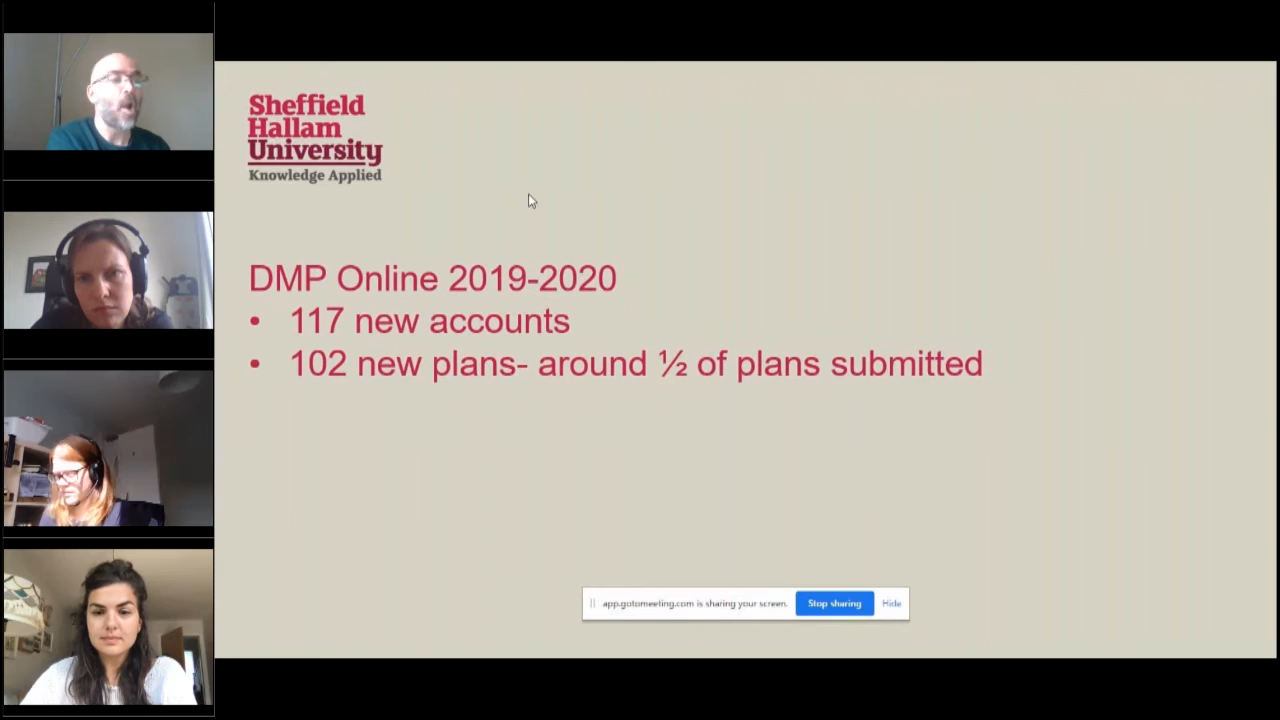 Sheffield
Hallam
University
Knowledge Applied
DMP Online 2019-2020
• 117 new accounts
• 102 new plans- around ½ of plans submitted
app.gotomeeting.com is sharing your screen. Stop sharing Hide